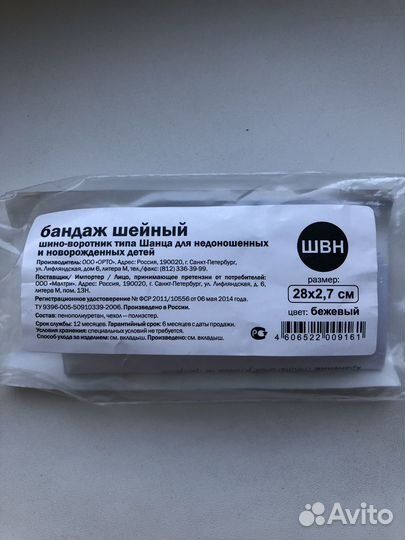 бандаж шейный
шино-воротник типа Шанца для недоношенных
и новорожденных детей
Производитель: ООО «ОРТО». Адрес: Россия, 190020, г. Санкт-Петербург,
ул. Лифляндская, дом 6, литера М, тел./факс: (812) 336-39-99.
Поставщик/ Импортер / Лицо, принимающее претензии от потребителей:
ООО «Малтри». Адрес: Россия, 190020, г. Санкт-Петербург, ул. Лифляндская, д. 6,
литера М, пом. 13Н.
Регистрационное удостоверение № ФСР 2011/10556 от 06 мая 2014 года.
ТУ 9396-005-50910339-2006. Произведено в России.
Состав: пенополиуретан, чехол — полиэстер.
Срок службы: 12 месяцев. Гарантийный срок: 6 месяцев с даты продажи.
Условия хранения: специальных условий не требуется.
Способ ухода за изделием: см. вкладыш. Произведено: см. вкладыш.
ШВН
размер:
28x2,7 см
цвет: бежевый
4 606522 009161
Avito